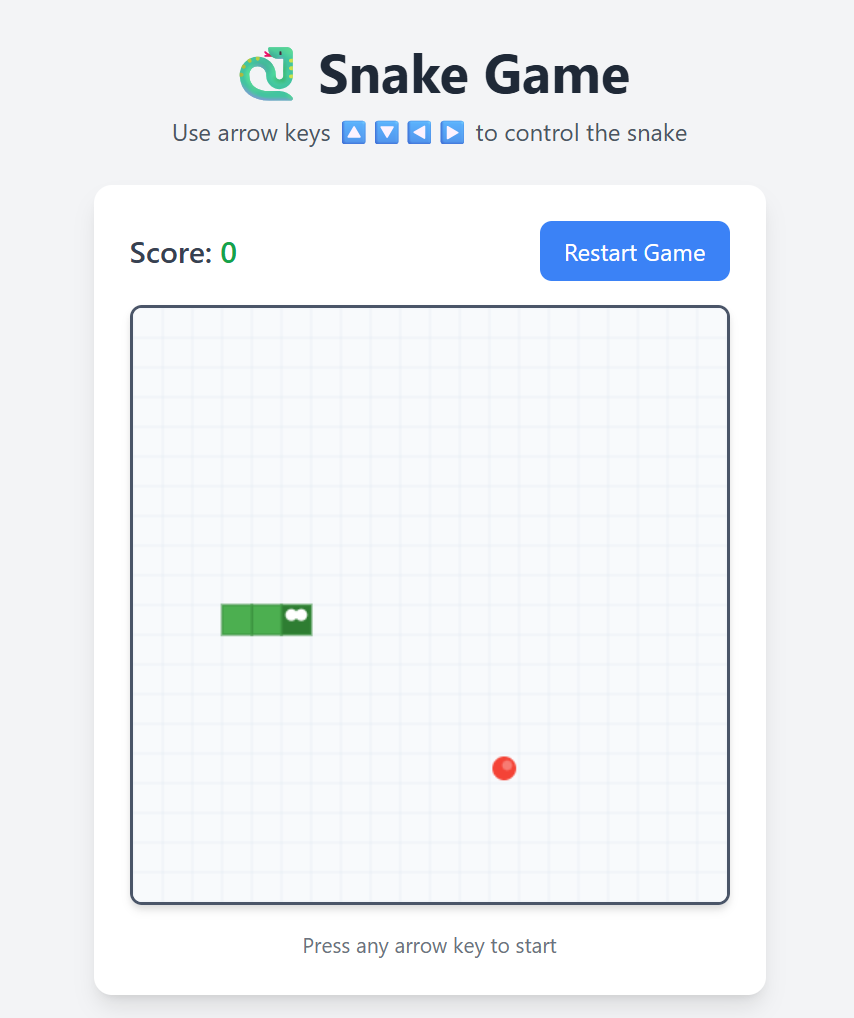 Snake Game
Use arrow keys 🔼 🔽 ◀️ ▶️ to control the snake
Score: 0
Restart Game
Press any arrow key to start